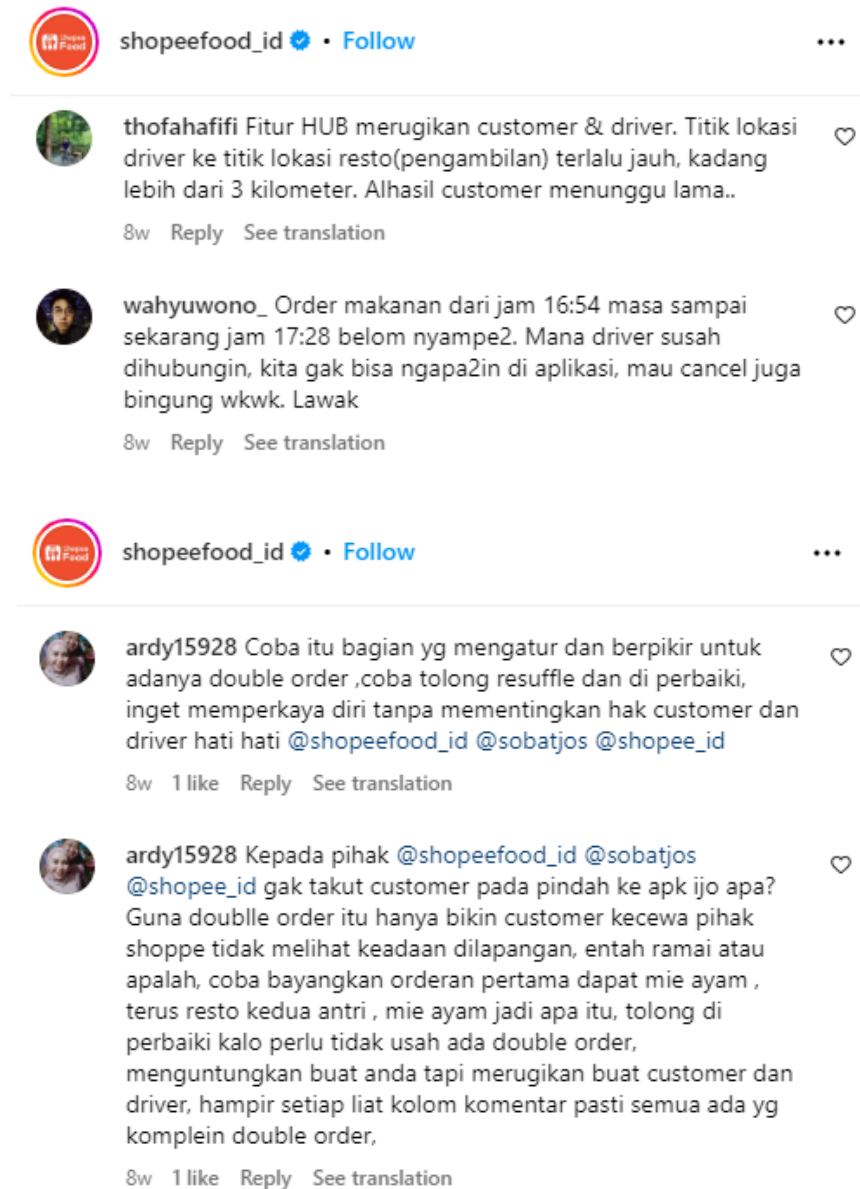 Shopee
Food
shopeefood_id • Follow
thofahafifi Fitur HUB merugikan customer & driver. Titik lokasi
driver ke titik lokasi resto(pengambilan) terlalu jauh, kadang
lebih dari 3 kilometer. Alhasil customer menunggu lama..
8w Reply See translation
wahyuwono_ Order makanan dari jam 16:54 masa sampai
sekarang jam 17:28 belom nyampe2. Mana driver susah
dihubungin, kita gak bisa ngapa2in di aplikasi, mau cancel juga
bingung wkwk. Lawak
8w Reply See translation
Shopee
Food
shopeefood_id • Follow
ardy15928 Coba itu bagian yg mengatur dan berpikir untuk
adanya double order ,coba tolong resuffle dan di perbaiki,
inget memperkaya diri tanpa mementingkan hak customer dan
driver hati hati @shopeefood_id @sobatjos @shopee_id
8w 1 like Reply See translation
ardy15928 Kepada pihak @shopeefood_id @sobatjos
@shopee_id gak takut customer pada pindah ke apk ijo apa?
Guna doublle order itu hanya bikin customer kecewa pihak
shoppe tidak melihat keadaan dilapangan, entah ramai atau
apalah, coba bayangkan orderan pertama dapat mie ayam ,
terus resto kedua antri , mie ayam jadi apa itu, tolong di
perbaiki kalo perlu tidak usah ada double order,
menguntungkan buat anda tapi merugikan buat customer dan
driver, hampir setiap liat kolom komentar pasti semua ada yg
komplein double order,
8w 1 like Reply See translation